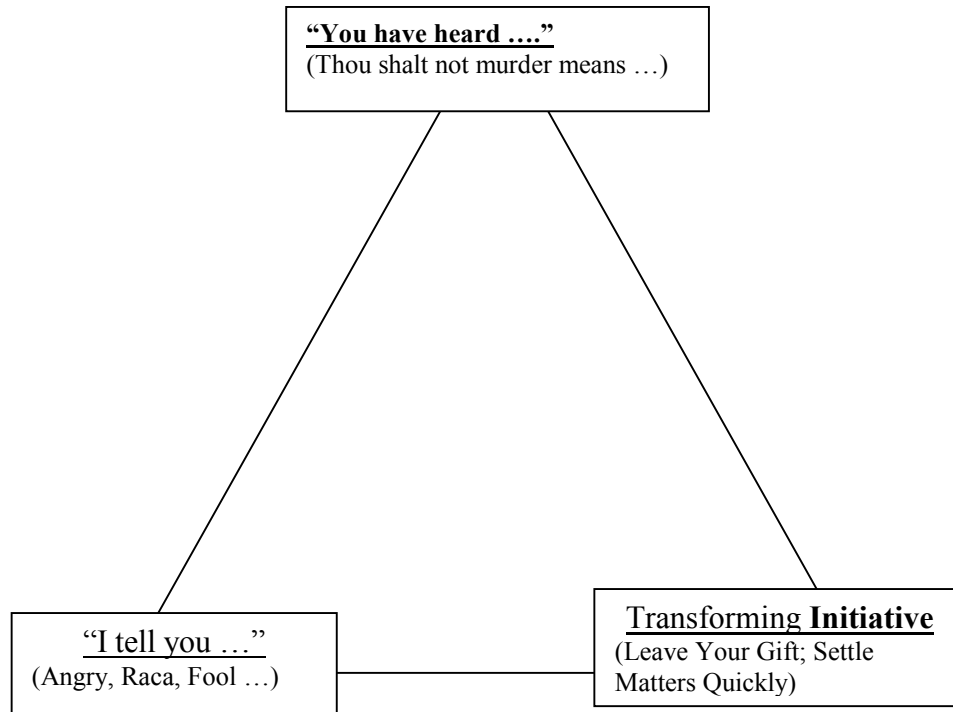 “You have heard ….”
(Thou shalt not murder means …)
“I tell you …”
(Angry, Raca, Fool …)
Transforming Initiative
(Leave Your Gift; Settle
Matters Quickly)